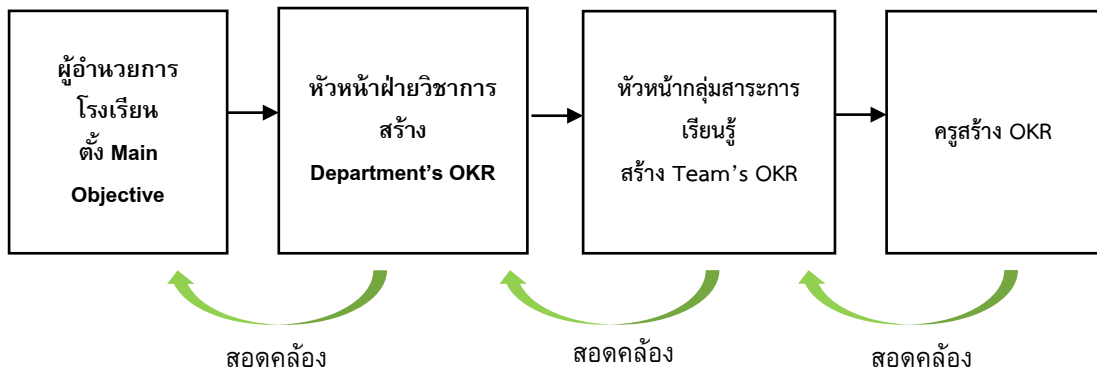 ผู้อำนวยการ
โรงเรียน
ตั้ง Main
Objective
หัวหน้าฝ่ายวิชาการ
สร้าง
Department's OKR
หัวหน้ากลุ่มสาระการ
เรียนรู้
สร้าง Team's OKR
ครูสร้าง OKR
สอดคล้อง
สอดคล้อง
สอดคล้อง